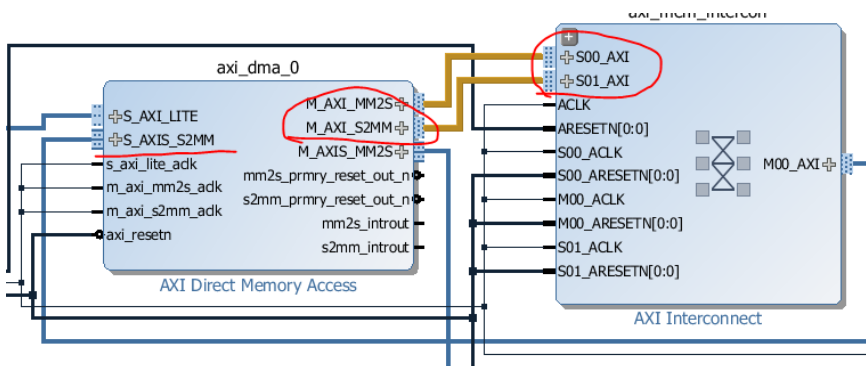 axi_mem_intercon
axi_dma_0
S00_AXI
S01_AXI
M_AXI_MM2S
S_AXI_LITE
ACLK
M_AXI_S2MM
S_AXIS_S2MM
ARESETN[0:0]
M_AXIS_MM2S
S00_ACLK
s_axi_lite_aclk
M00_AXI
mm2s_prmry_reset_out_n
S00_ARESETN[0:0]
m_axi_mm2s_aclk
s2mm_prmry_reset_out_n
M00_ACLK
m_axi_s2mm_aclk
mm2s_introut
M00_ARESETN[0:0]
axi_resetn
s2mm_introut
S01_ACLK
S01_ARESETN[0:0]
AXI Direct Memory Access
AXI Interconnect